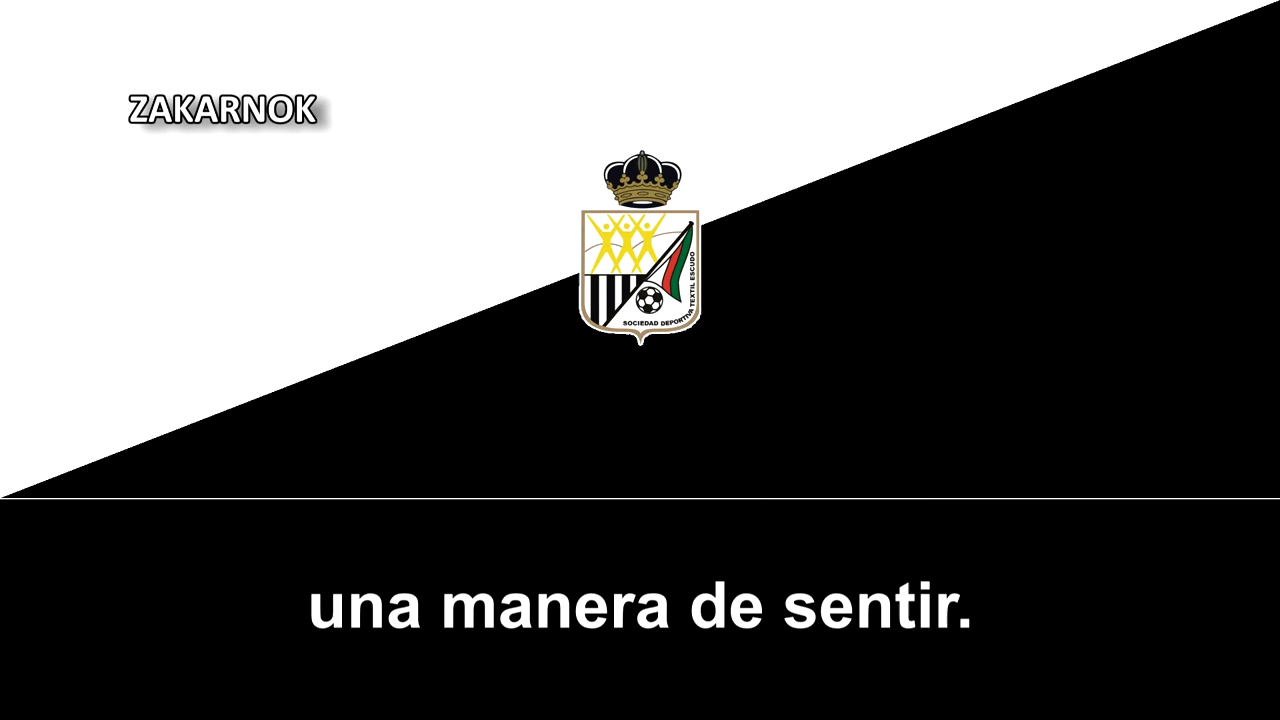 ZAKARNOK
SOCIEDAD DEPORTIVA TEXTIL ESCUDO
una manera de sentir.